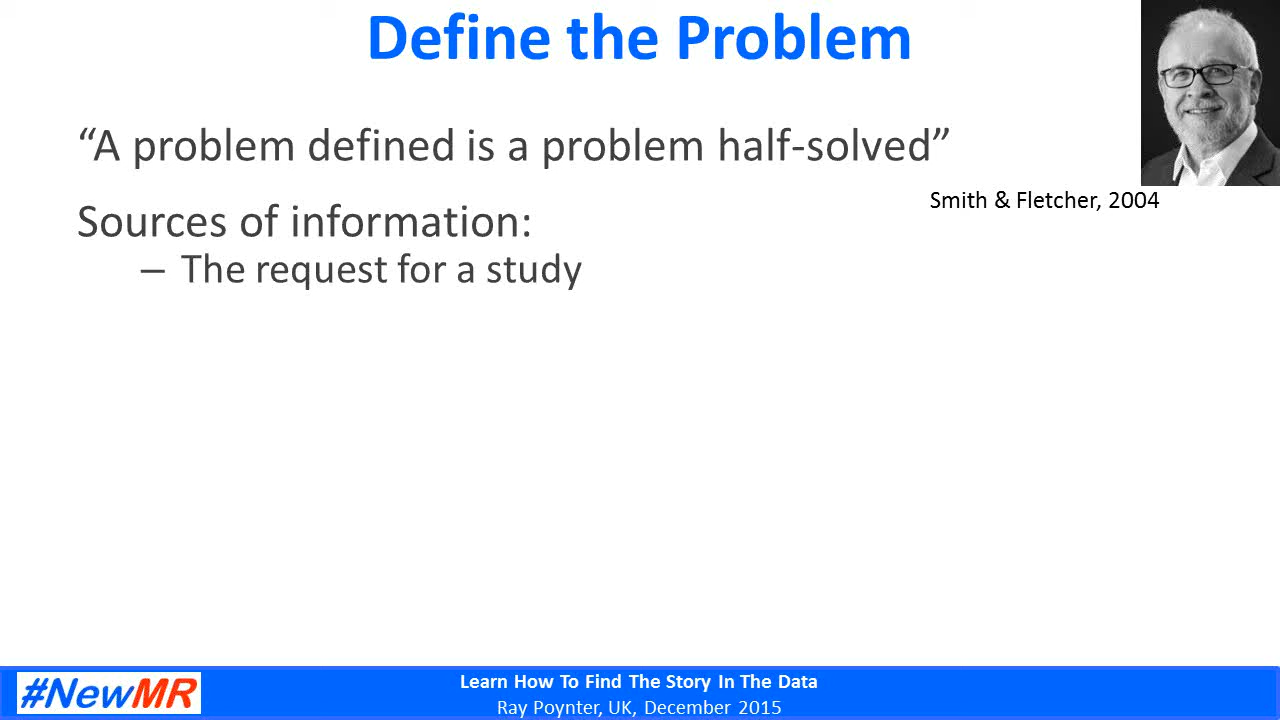 Define the Problem
“A problem defined is a problem half-solved”
Smith & Fletcher, 2004
Sources of information:
– The request for a study
#NewMR
Learn How To Find The Story In The Data
Ray Poynter, UK, December 2015